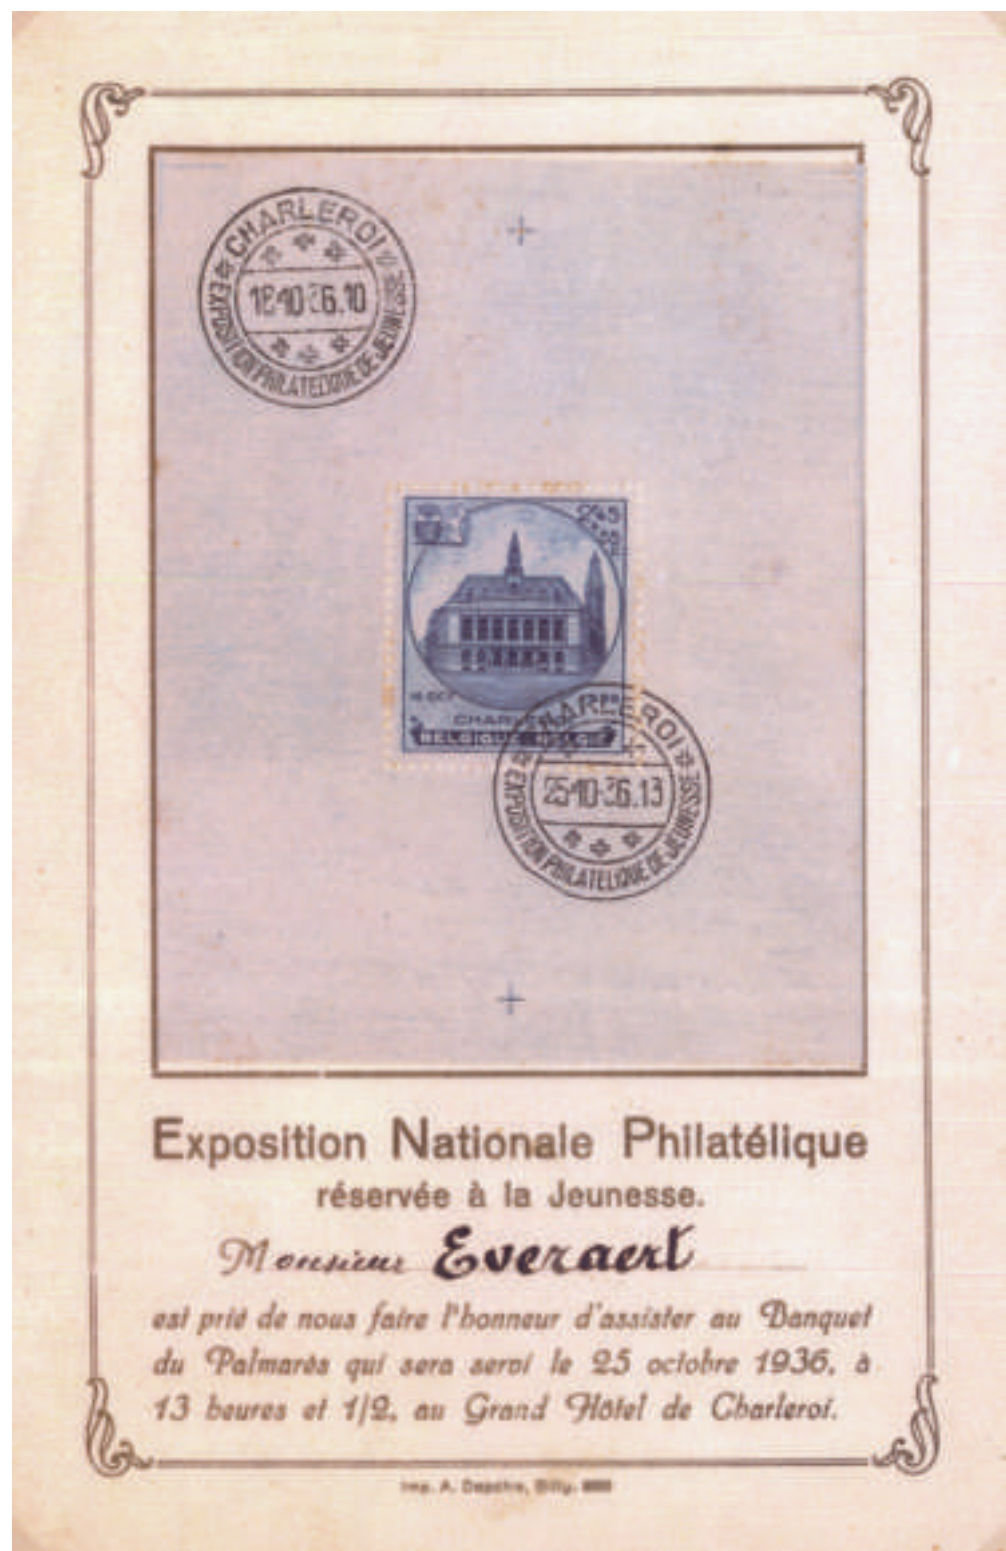 CHARLEROI
18-10-36.10
EXPOSITION PHILATELIQUE DE JEUNESSE
2F45
CHARLEROI
BELGIQUE BELGIE
CHARLEROI
25-10-36.13
EXPOSITION PHILATELIQUE DE JEUNESSE
Exposition Nationale Philatélique
réservée à la Jeunesse.
Monsieur Everaert
est prié de nous faire l'honneur d'assister au Banquet
du Palmarès qui sera servi le 25 octobre 1936, à
13 heures et 1/2, au Grand Hôtel de Charleroi.
Imp. A.